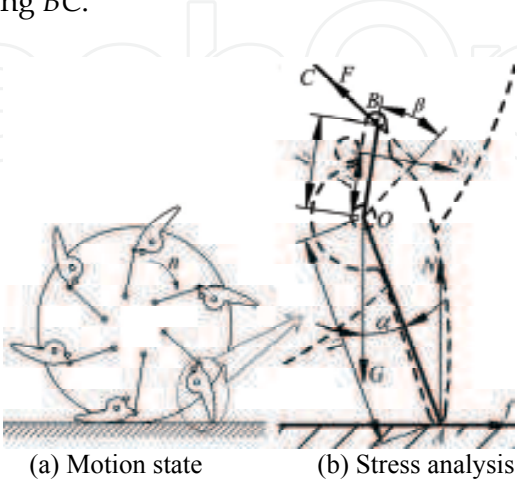 ng BC.
C F
B β
N
O
N
α
G
(a) Motion state (b) Stress analysis